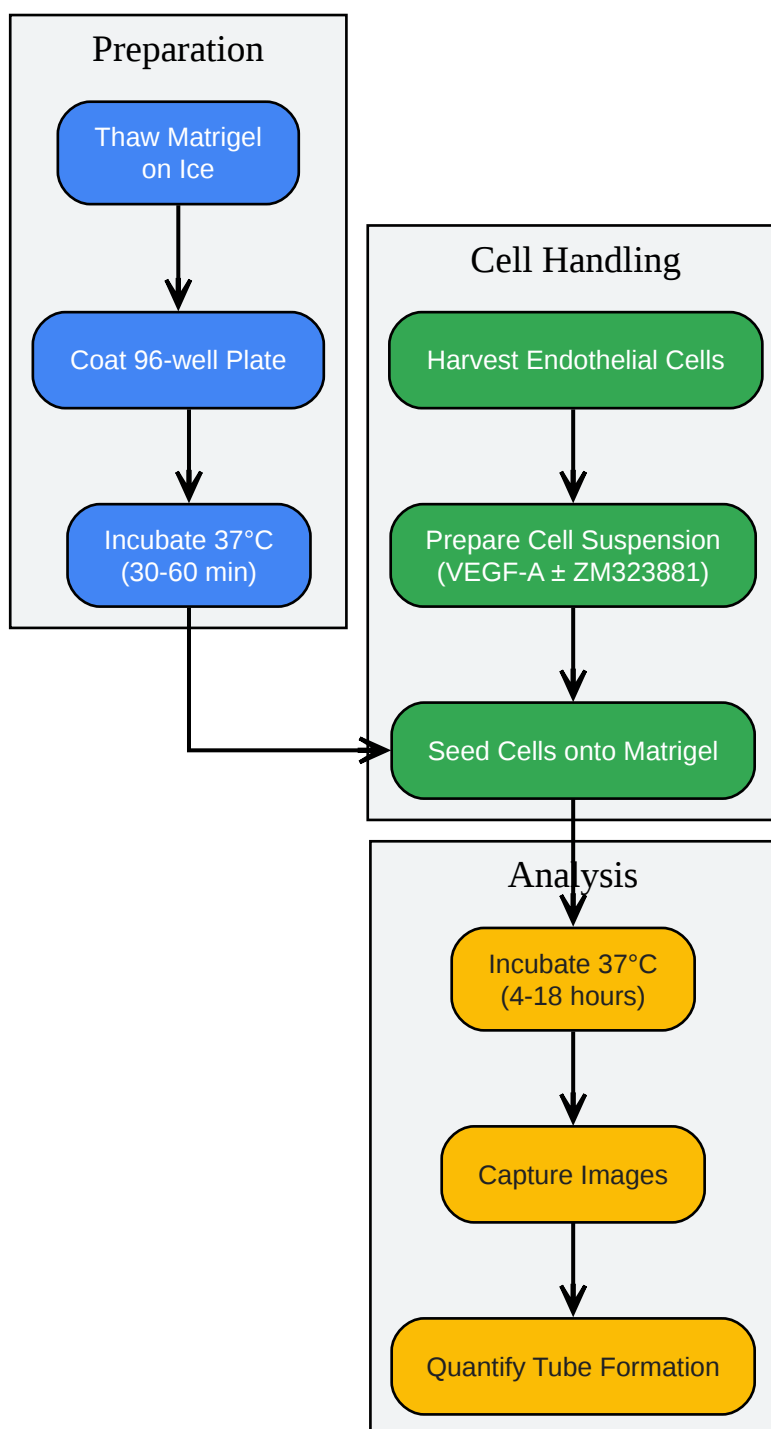 Preparation
Thaw Matrigel
on Ice
Coat 96-well Plate
Incubate 37°C
(30-60 min)
Cell Handling
Harvest Endothelial Cells
Prepare Cell Suspension
(VEGF-A ± ZM323881)
Seed Cells onto Matrigel
Analysis
Incubate 37°C
(4-18 hours)
Capture Images
Quantify Tube Formation